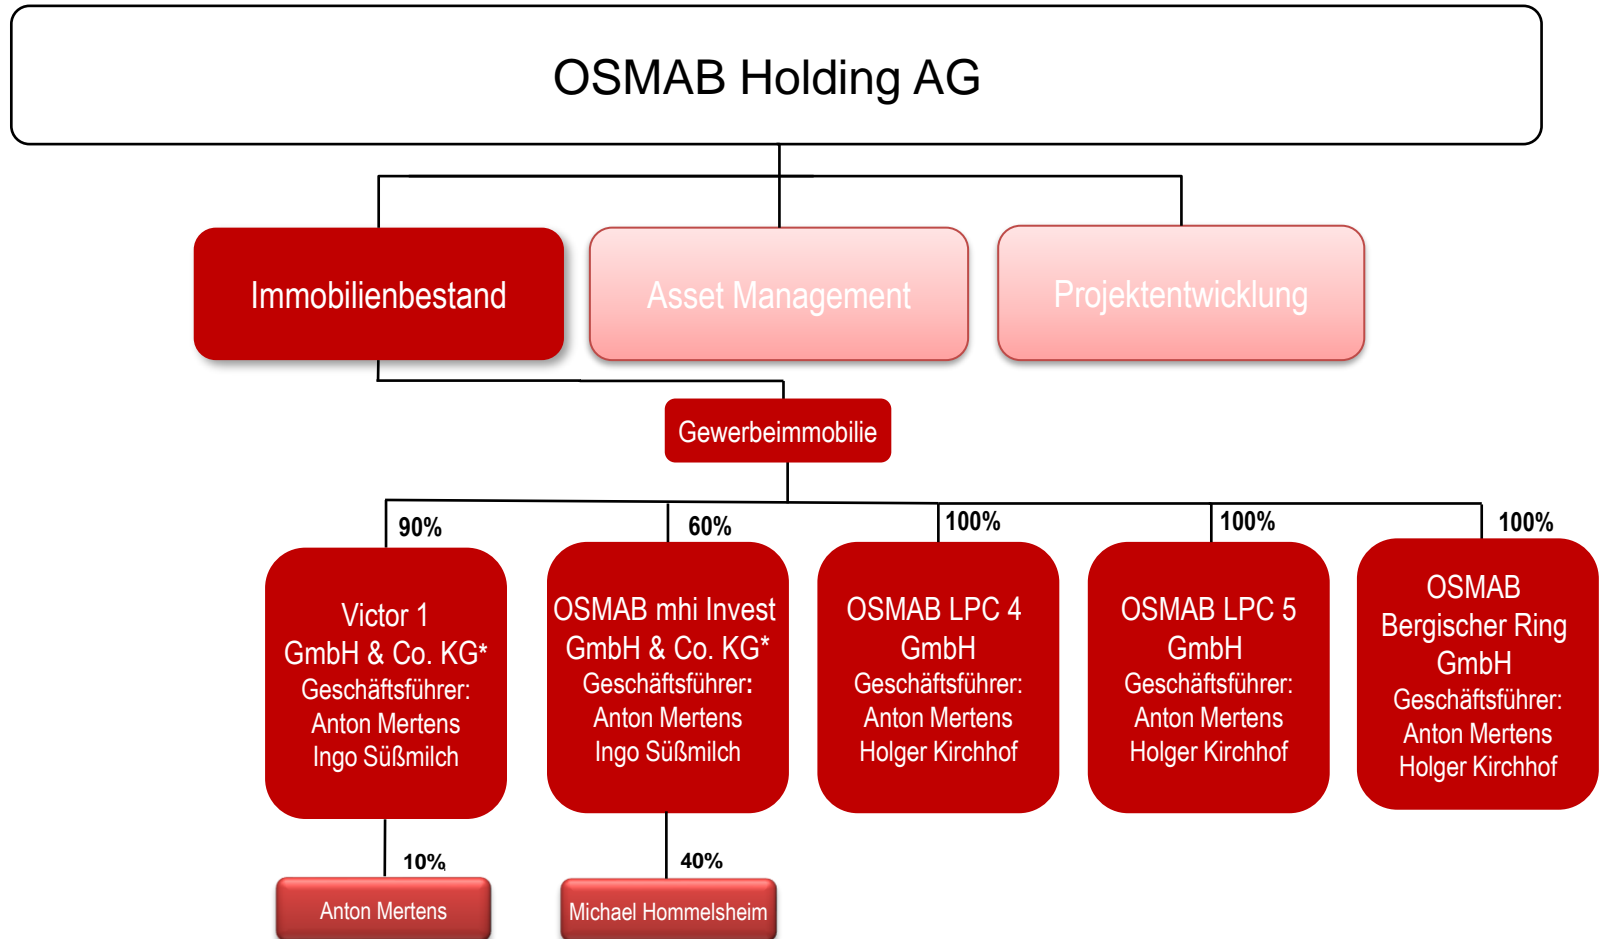 OSMAB Holding AG
Immobilienbestand
Asset Management
Projektentwicklung
Gewerbeimmobilie
90%
60%
100%
100%
100%
Victor 1
GmbH & Co. KG*
Geschäftsführer:
Anton Mertens
Ingo Süßmilch
OSMAB mhi Invest
GmbH & Co. KG*
Geschäftsführer:
Anton Mertens
Ingo Süßmilch
OSMAB LPC 4
GmbH
Geschäftsführer:
Anton Mertens
Holger Kirchhof
OSMAB LPC 5
GmbH
Geschäftsführer:
Anton Mertens
Holger Kirchhof
OSMAB
Bergischer Ring
GmbH
Geschäftsführer:
Anton Mertens
Holger Kirchhof
10%
40%
Anton Mertens
Michael Hommelsheim